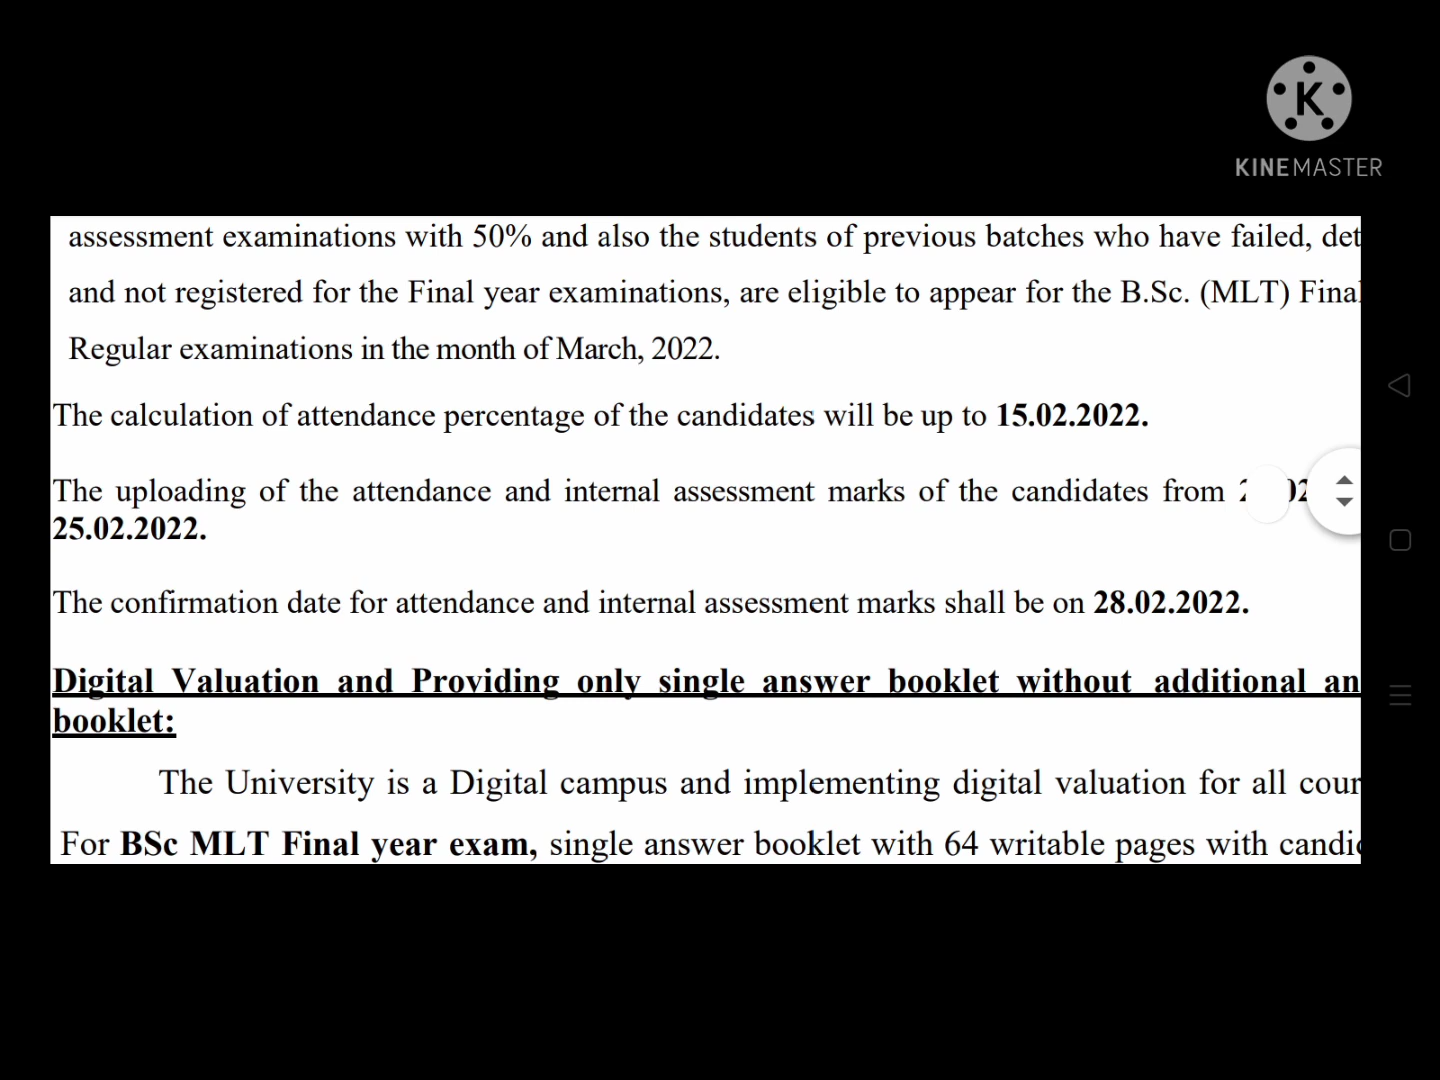 KINEMASTER
assessment examinations with 50% and also the students of previous batches who have failed,
and not registered for the Final year examinations, are eligible to appear for the B.Sc. (MLT) Final
Regular examinations in the month of March, 2022.
The calculation of attendance percentage of the candidates will be up to 15.02.2022.
The uploading of the attendance and internal assessment marks of the candidates from
25.02.2022.
The confirmation date for attendance and internal assessment marks shall be on 28.02.2022.
Digital Valuation and Providing only single answer booklet without additional
booklet:
The University is a Digital campus and implementing digital valuation for all
For BSc MLT Final year exam, single answer booklet with 64 writable pages with